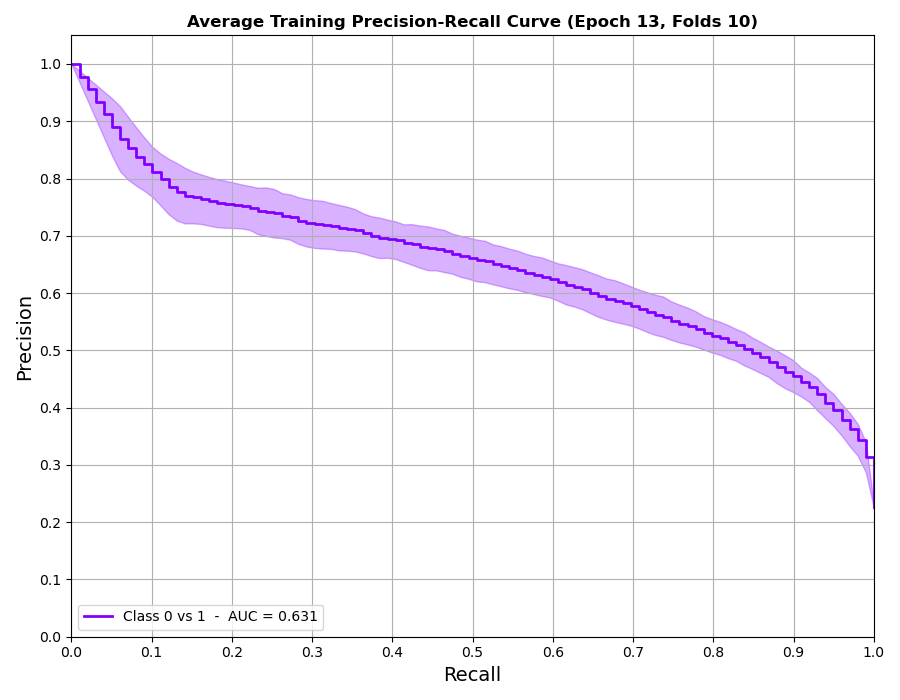 Average Training Precision-Recall Curve (Epoch 13, Folds 10)
Precision
1.0
0.9
0.8
0.7
0.6
0.5
0.4
0.3
0.2
0.1
0.0
Class 0 vs 1 - AUC = 0.631
0.0 0.1 0.2 0.3 0.4 0.5 0.6 0.7 0.8 0.9 1.0
Recall